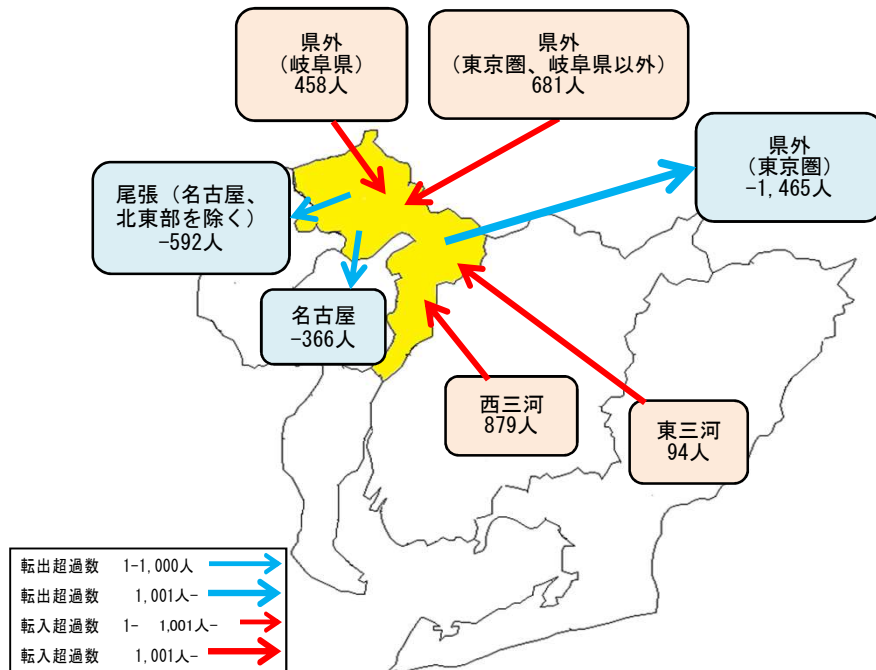 県外
(岐阜県)
458人
県外
(東京圏、岐阜県以外)
681人
県外
(東京圏)
-1,465人
尾張(名古屋、
北東部を除く)
-592人
名古屋
-366人
西三河
879人
東三河
94人
転出超過数 1-1,000人
転出超過数 1,001人-
転入超過数 1- 1,001人-
転入超過数 1,001人-